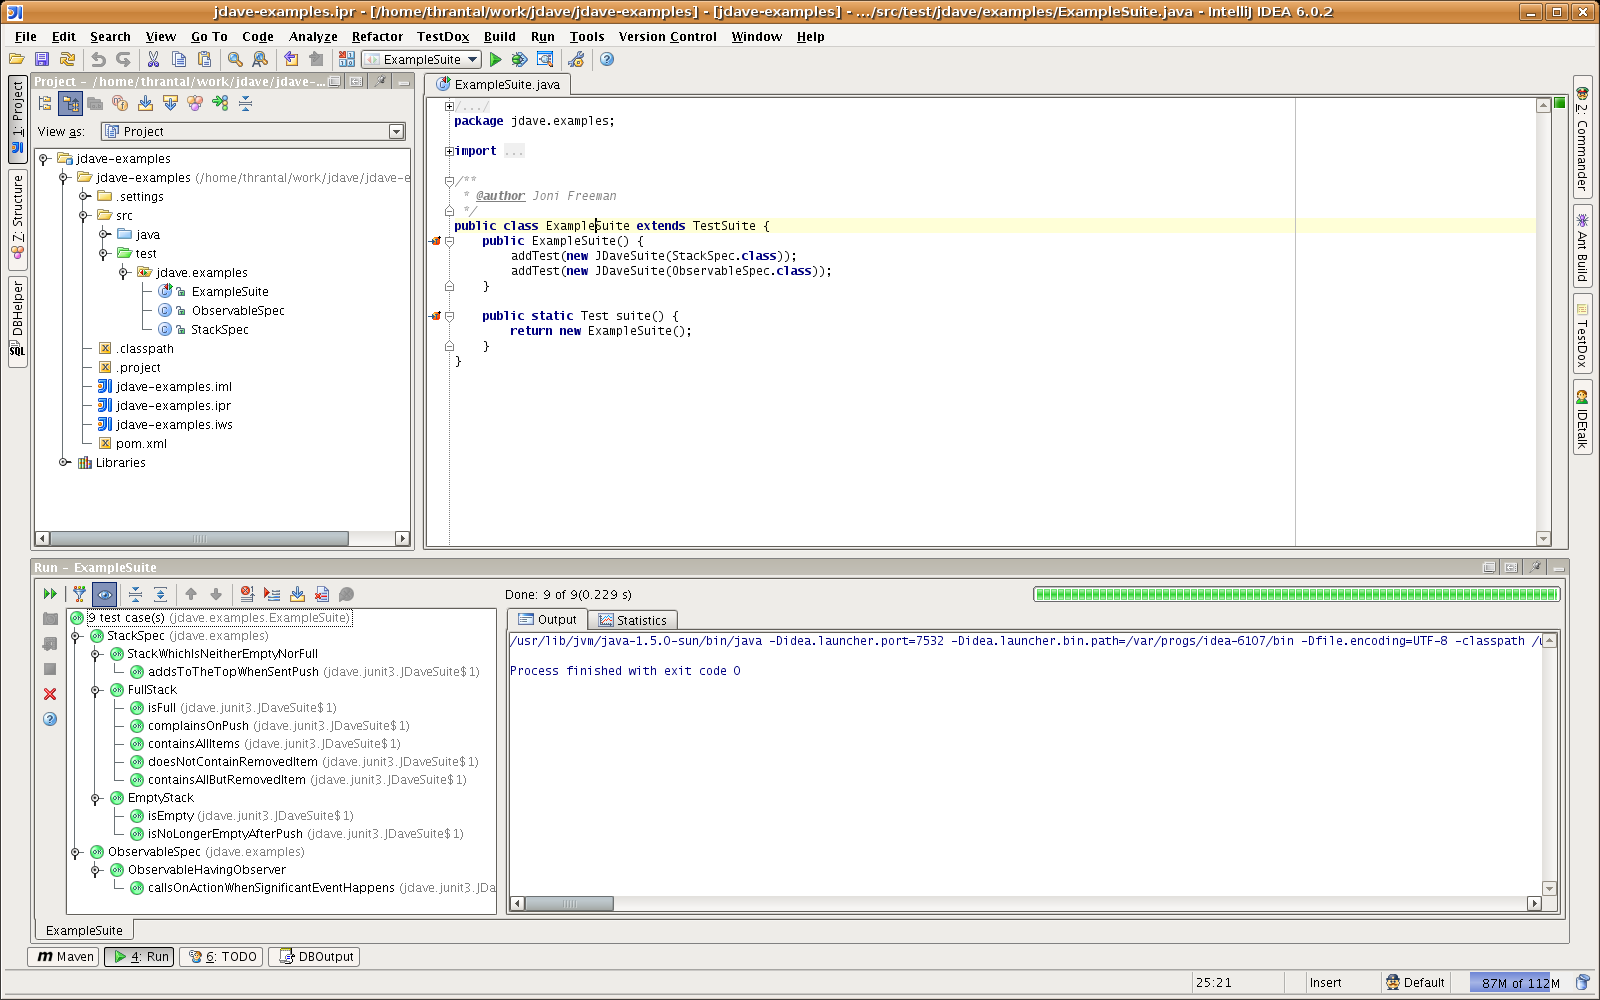 jdave-examples.ipr - [/home/thrantal/work/jdave/jdave-examples] - [jdave-examples] - .../src/test/jdave/examples/ExampleSuite.java - IntelliJ IDEA 6.0.2
File Edit Search View Go To Code Analyze Refactor TestDox Build Run Tools Version Control Window Help
ExampleSuite
Project - /home/thrantal/work/jdave/jdave-...
View as: Project
jdave-examples
jdave-examples (/home/thrantal/work/jdave/jdave-e
.settings
src
java
test
jdave.examples
ExampleSuite
ObservableSpec
StackSpec
.classpath
.project
jdave-examples.iml
jdave-examples.ipr
jdave-examples.iws
pom.xml
Libraries
1: Project
7: Structure
DBHelper
SQL
ExampleSuite.java
/.../
package jdave.examples;
import ...
/**
* @author Joni Freeman
*/
public class ExampleSuite extends TestSuite {
public ExampleSuite() {
addTest(new JDaveSuite(StackSpec.class));
addTest(new JDaveSuite(ObservableSpec.class));
}
public static Test suite() {
return new ExampleSuite();
}
}
2: Commander
Ant Build
TestDox
IDEtalk
Run - ExampleSuite
Done: 9 of 9(0.229 s)
9 test case(s) (jdave.examples.ExampleSuite)
StackSpec (jdave.examples)
StackWhichIsNeitherEmptyNorFull
addsToTheTopWhenSentPush (jdave.junit3.JDaveSuite$1)
FullStack
isFull (jdave.junit3.JDaveSuite$1)
complainsOnPush (jdave.junit3.JDaveSuite$1)
containsAllItems (jdave.junit3.JDaveSuite$1)
doesNotContainRemovedItem (jdave.junit3.JDaveSuite$1)
containsAllButRemovedItem (jdave.junit3.JDaveSuite$1)
EmptyStack
isEmpty (jdave.junit3.JDaveSuite$1)
isNoLongerEmptyAfterPush (jdave.junit3.JDaveSuite$1)
ObservableSpec (jdave.examples)
ObservableHavingObserver
callsOnActionWhenSignificantEventHappens (jdave.junit3.JDa
Output Statistics
/usr/lib/jvm/java-1.5.0-sun/bin/java -Didea.launcher.port=7532 -Didea.launcher.bin.path=/var/progs/idea-6107/bin -Dfile.encoding=UTF-8 -classpath /u
Process finished with exit code 0
ExampleSuite
Maven 4: Run 6: TODO DBOutput
25:21 Insert Default 87M of 112M